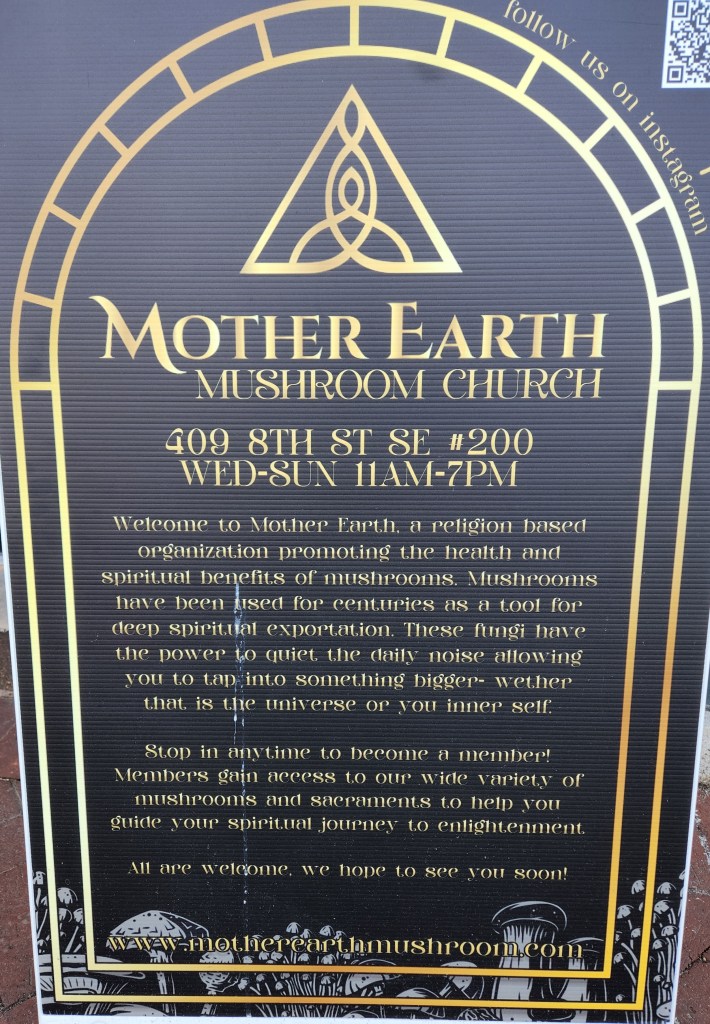 follow us on instagram
MOTHER EARTH
MUSHROOM CHURCH
409 8TH ST SE #200
WED-SUN 11AM-7PM
Welcome to Mother Earth, a religion based
organization promoting the health and
spiritual benefits of mushrooms. Mushrooms
have been used for centuries as a tool for
deep spiritual exportation. These fungi have
the power to quiet the daily noise allowing
you to tap into something bigger- wether
that is the universe or you inner self.
Stop in anytime to become a member!
Members gain access to our wide variety of
mushrooms and sacraments to help you
guide your spiritual journey to enlightenment
All are welcome, we hope to see you soon!
www.motherearthmushroom.com